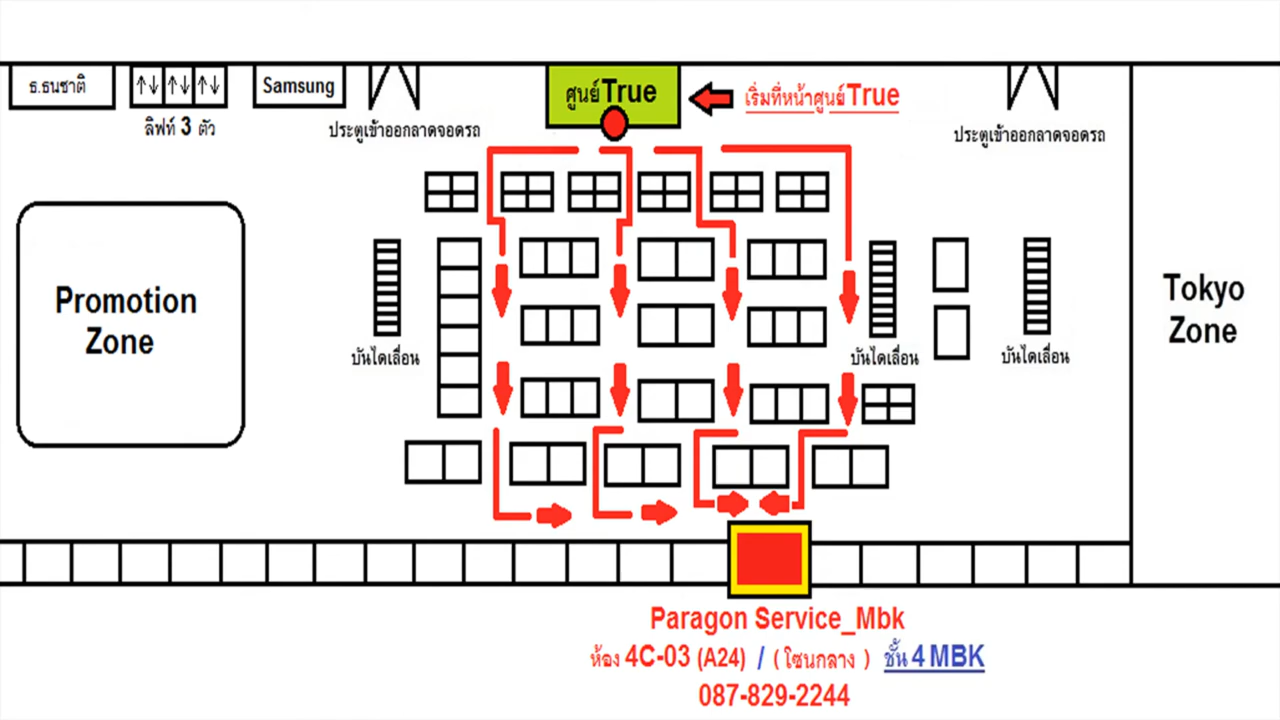 ธ.ธนชาติ
ลิฟท์ 3 ตัว
Samsung
ประตูเข้าออกลาดจอดรถ
ศูนย์True
เริ่มที่หน้าศูนย์True
ประตูเข้าออกลาดจอดรถ
Promotion
Zone
บันไดเลื่อน
บันไดเลื่อน
บันไดเลื่อน
Tokyo
Zone
Paragon Service_Mbk
ห้อง 4C-03 (A24) / ( โซนกลาง ) ชั้น 4 MBK
087-829-2244